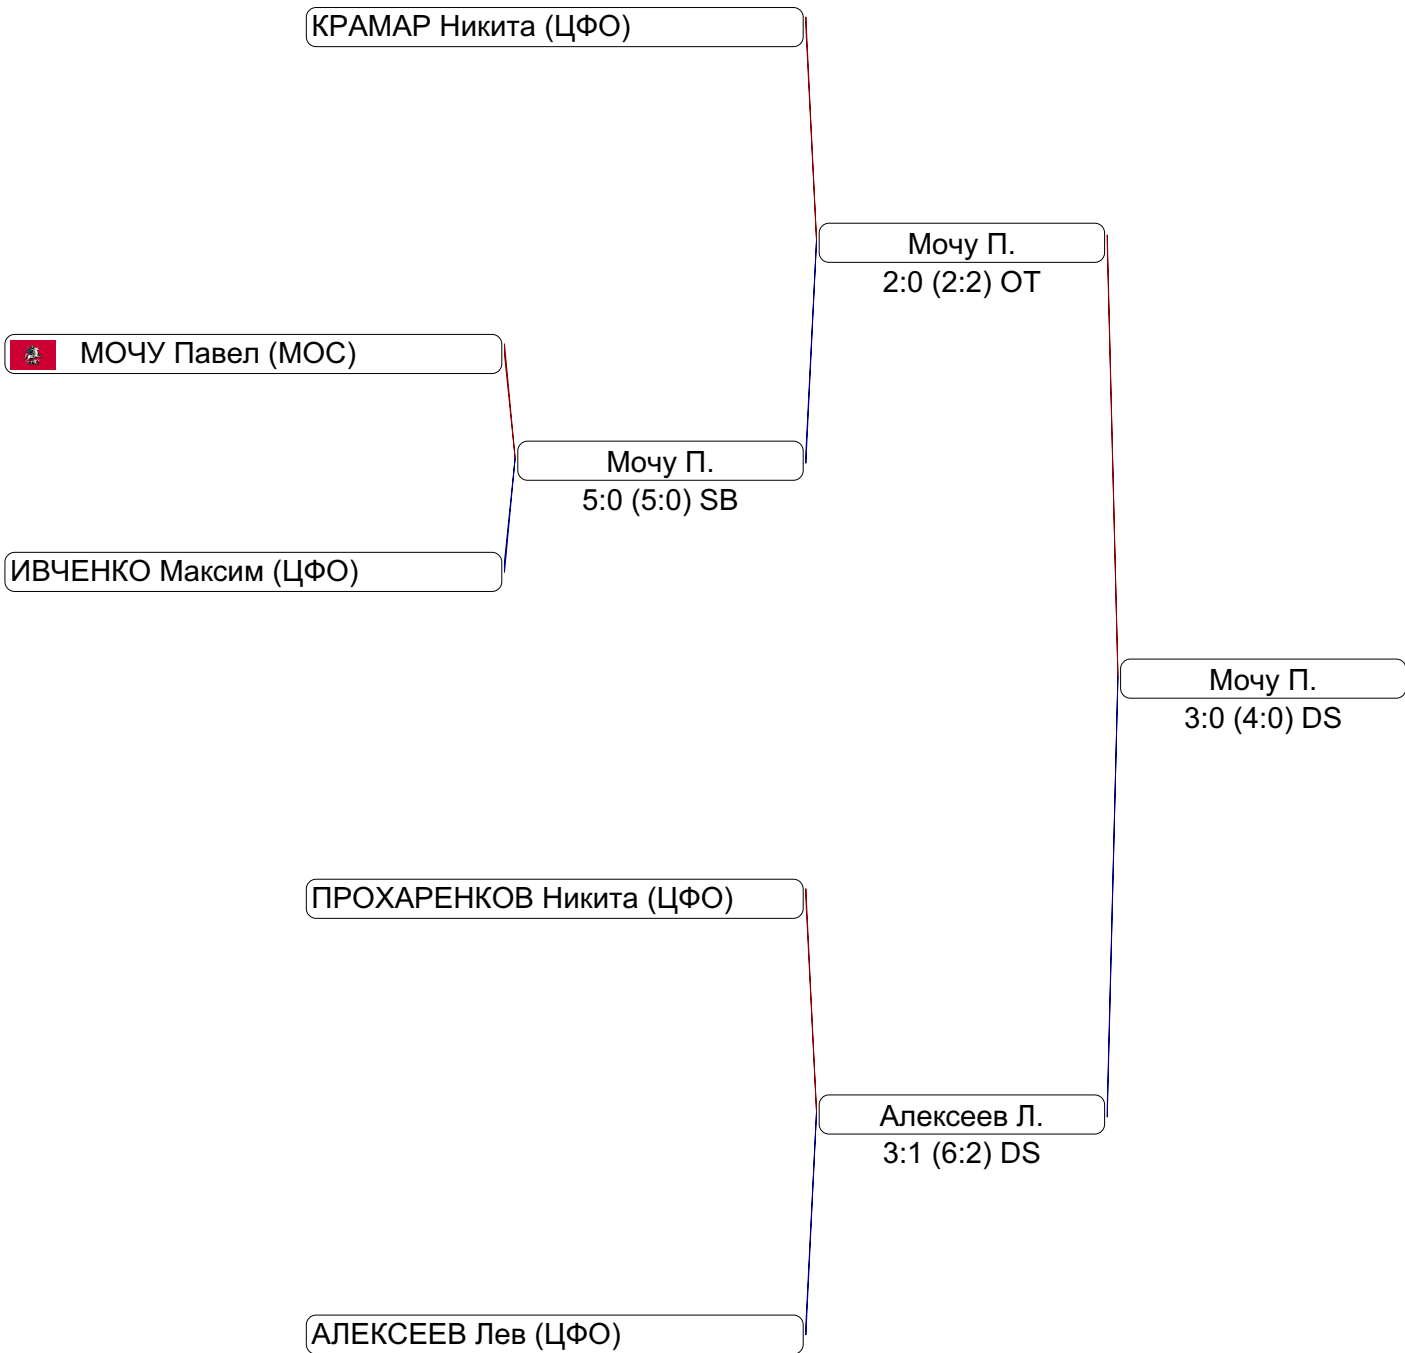 КРАМАР Никита (ЦФО)
Мочу П.
2:0 (2:2) OT
МОЧУ Павел (МОС)
Мочу П.
5:0 (5:0) SB
ИВЧЕНКО Максим (ЦФО)
Мочу П.
3:0 (4:0) DS
ПРОХАРЕНКОВ Никита (ЦФО)
Алексеев Л.
3:1 (6:2) DS
АЛЕКСЕЕВ Лев (ЦФО)